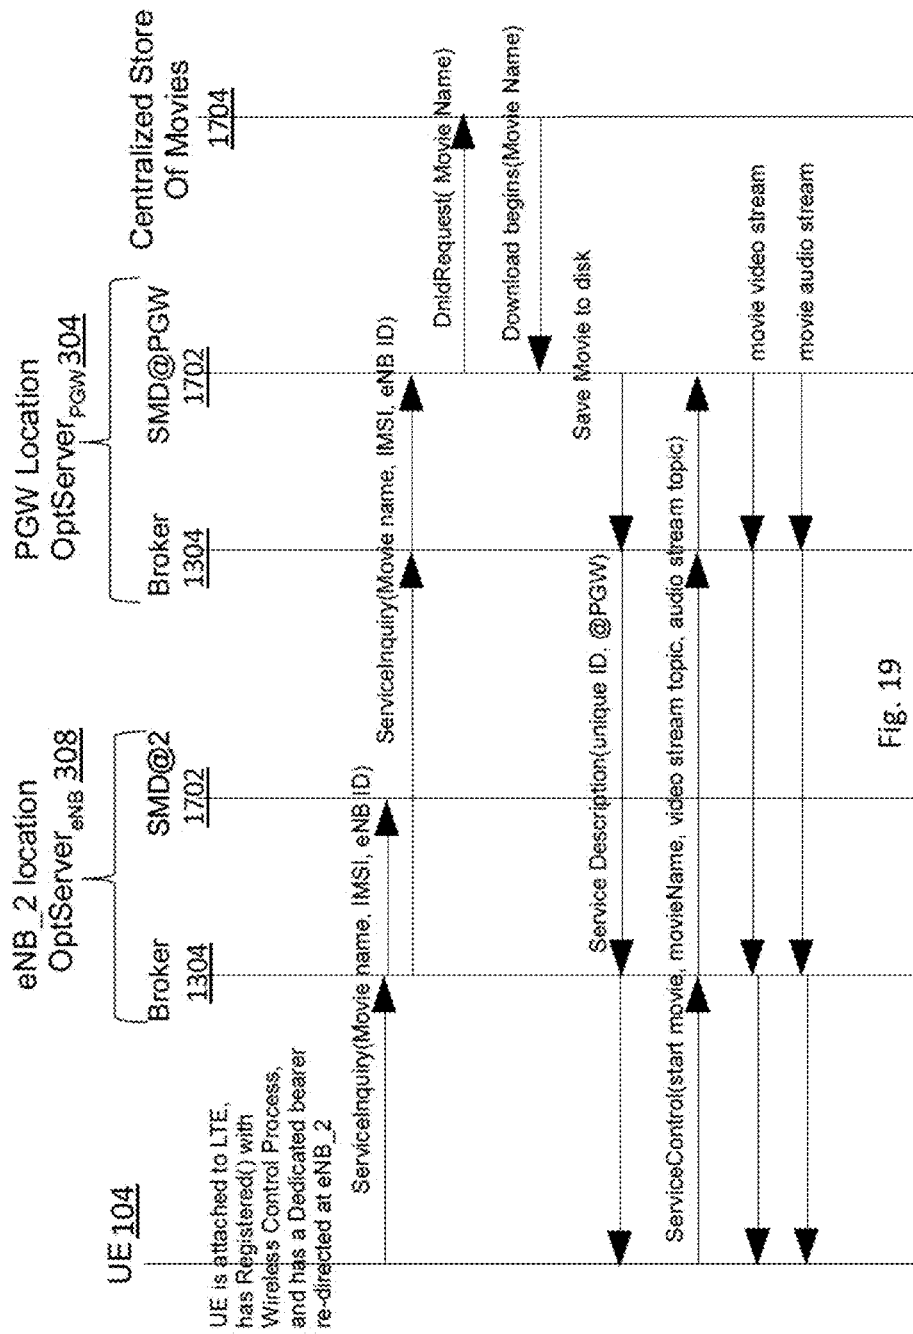 UE 104
eNB_2 location
OptServereNB 308
Broker
1304
SMD@2
1702
PGW Location
OptServerPGW 304
Broker
1304
SMD@PGW
1702
Centralized Store
Of Movies
1704
UE is attached to LTE,
has Registered() with
Wireless Control Process,
and has a Dedicated bearer
re-directed at eNB_2
ServiceInquiry(Movie name, IMSI, eNB ID)
ServiceInquiry(Movie name, IMSI, eNB ID)
DnldRequest( Movie Name)
Download begins(Movie Name)
Save Movie to disk
Service Description(unique ID, @PGW)
ServiceControl(start movie, movieName, video stream topic, audio stream topic)
movie video stream
movie audio stream
Fig. 19